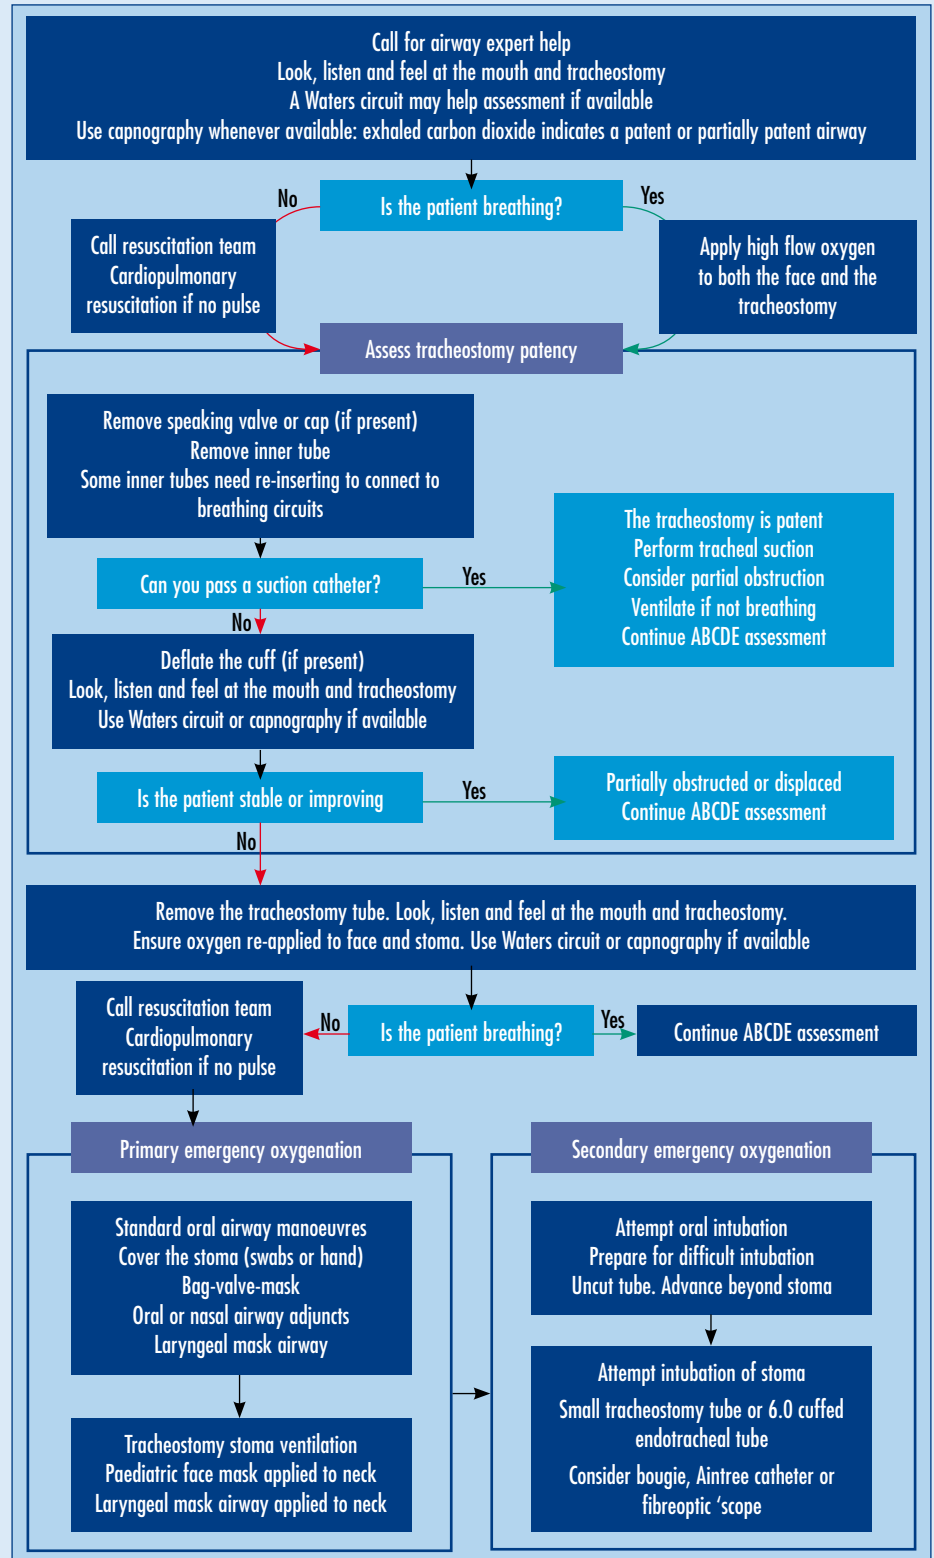 Call for airway expert help
Look, listen and feel at the mouth and tracheostomy
A Waters circuit may help assessment if available
Use capnography whenever available: exhaled carbon dioxide indicates a patent or partially patent airway
No
Is the patient breathing?
Yes
Call resuscitation team
Cardiopulmonary
resuscitation if no pulse
Apply high flow oxygen
to both the face and the
tracheostomy
Assess tracheostomy patency
Remove speaking valve or cap (if present)
Remove inner tube
Some inner tubes need re-inserting to connect to
breathing circuits
Can you pass a suction catheter?
Yes
The tracheostomy is patent
Perform tracheal suction
Consider partial obstruction
Ventilate if not breathing
Continue ABCDE assessment
No
Deflate the cuff (if present)
Look, listen and feel at the mouth and tracheostomy
Use Waters circuit or capnography if available
Is the patient stable or improving
Yes
Partially obstructed or displaced
Continue ABCDE assessment
No
Remove the tracheostomy tube. Look, listen and feel at the mouth and tracheostomy.
Ensure oxygen re-applied to face and stoma. Use Waters circuit or capnography if available
Call resuscitation team
Cardiopulmonary
resuscitation if no pulse
No
Is the patient breathing?
Yes
Continue ABCDE assessment
Primary emergency oxygenation
Standard oral airway manoeuvres
Cover the stoma (swabs or hand)
Bag-valve-mask
Oral or nasal airway adjuncts
Laryngeal mask airway
Tracheostomy stoma ventilation
Paediatric face mask applied to neck
Laryngeal mask airway applied to neck
Secondary emergency oxygenation
Attempt oral intubation
Prepare for difficult intubation
Uncut tube. Advance beyond stoma
Attempt intubation of stoma
Small tracheostomy tube or 6.0 cuffed
endotracheal tube
Consider bougie, Aintree catheter or
fibreoptic ‘scope